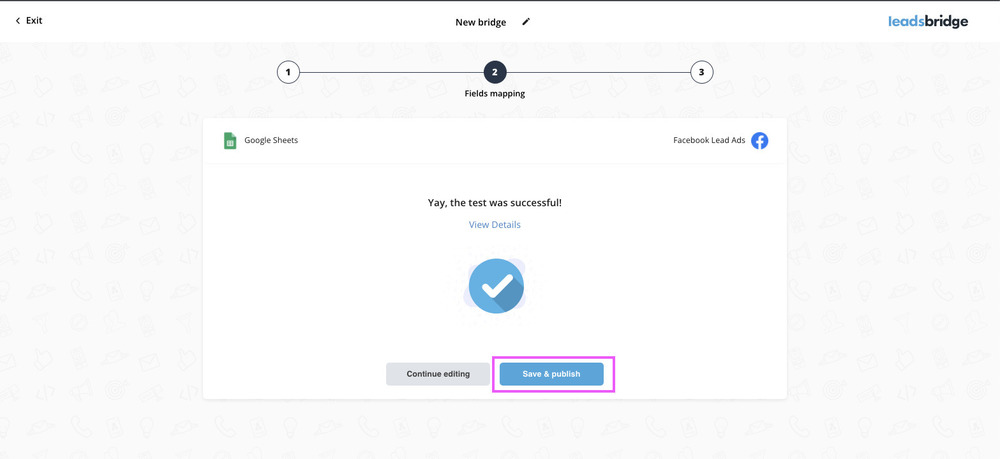 Exit
New bridge
leadsbridge
1
2
3
Fields mapping
Google Sheets
Facebook Lead Ads
Yay, the test was successful!
View Details
Continue editing
Save & publish